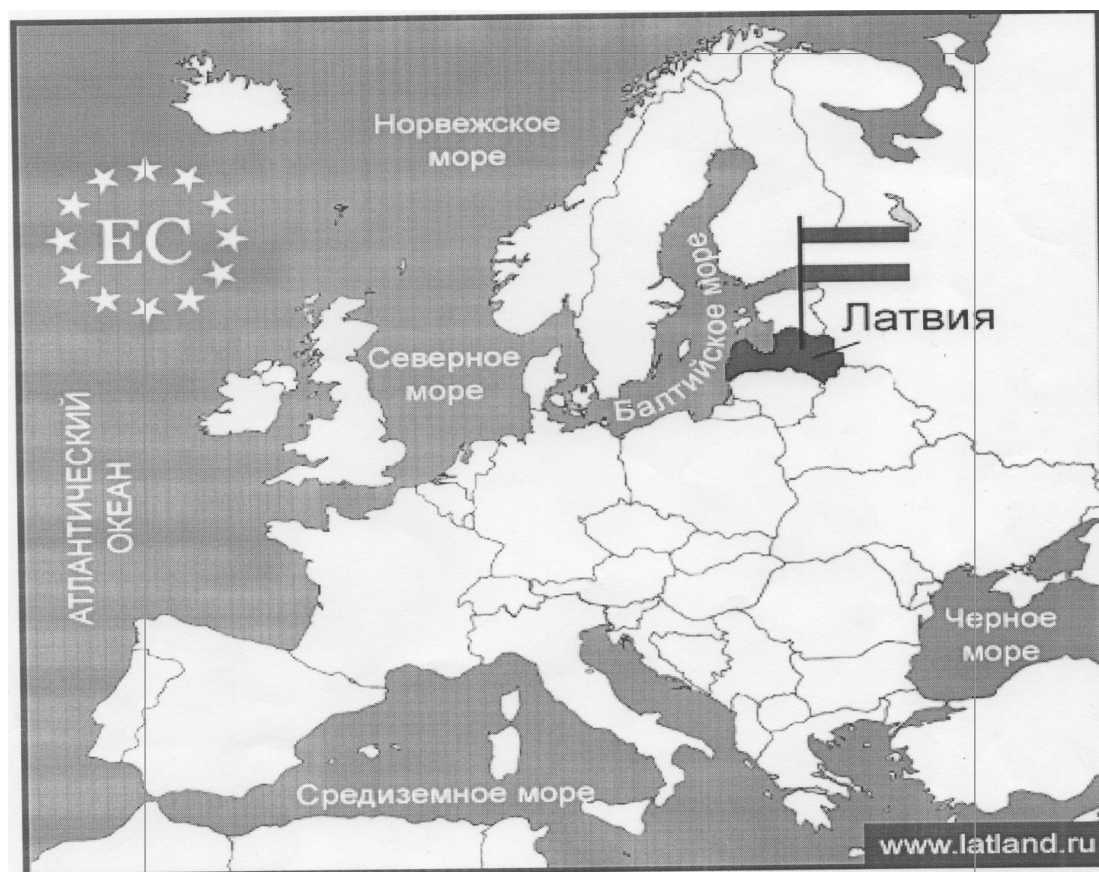 Норвежское
море
ЕС
Балтийское море
Латвия
Северное
море
АТЛАНТИЧЕСКИЙ
ОКЕАН
Черное
море
Средиземное море
www.latland.ru